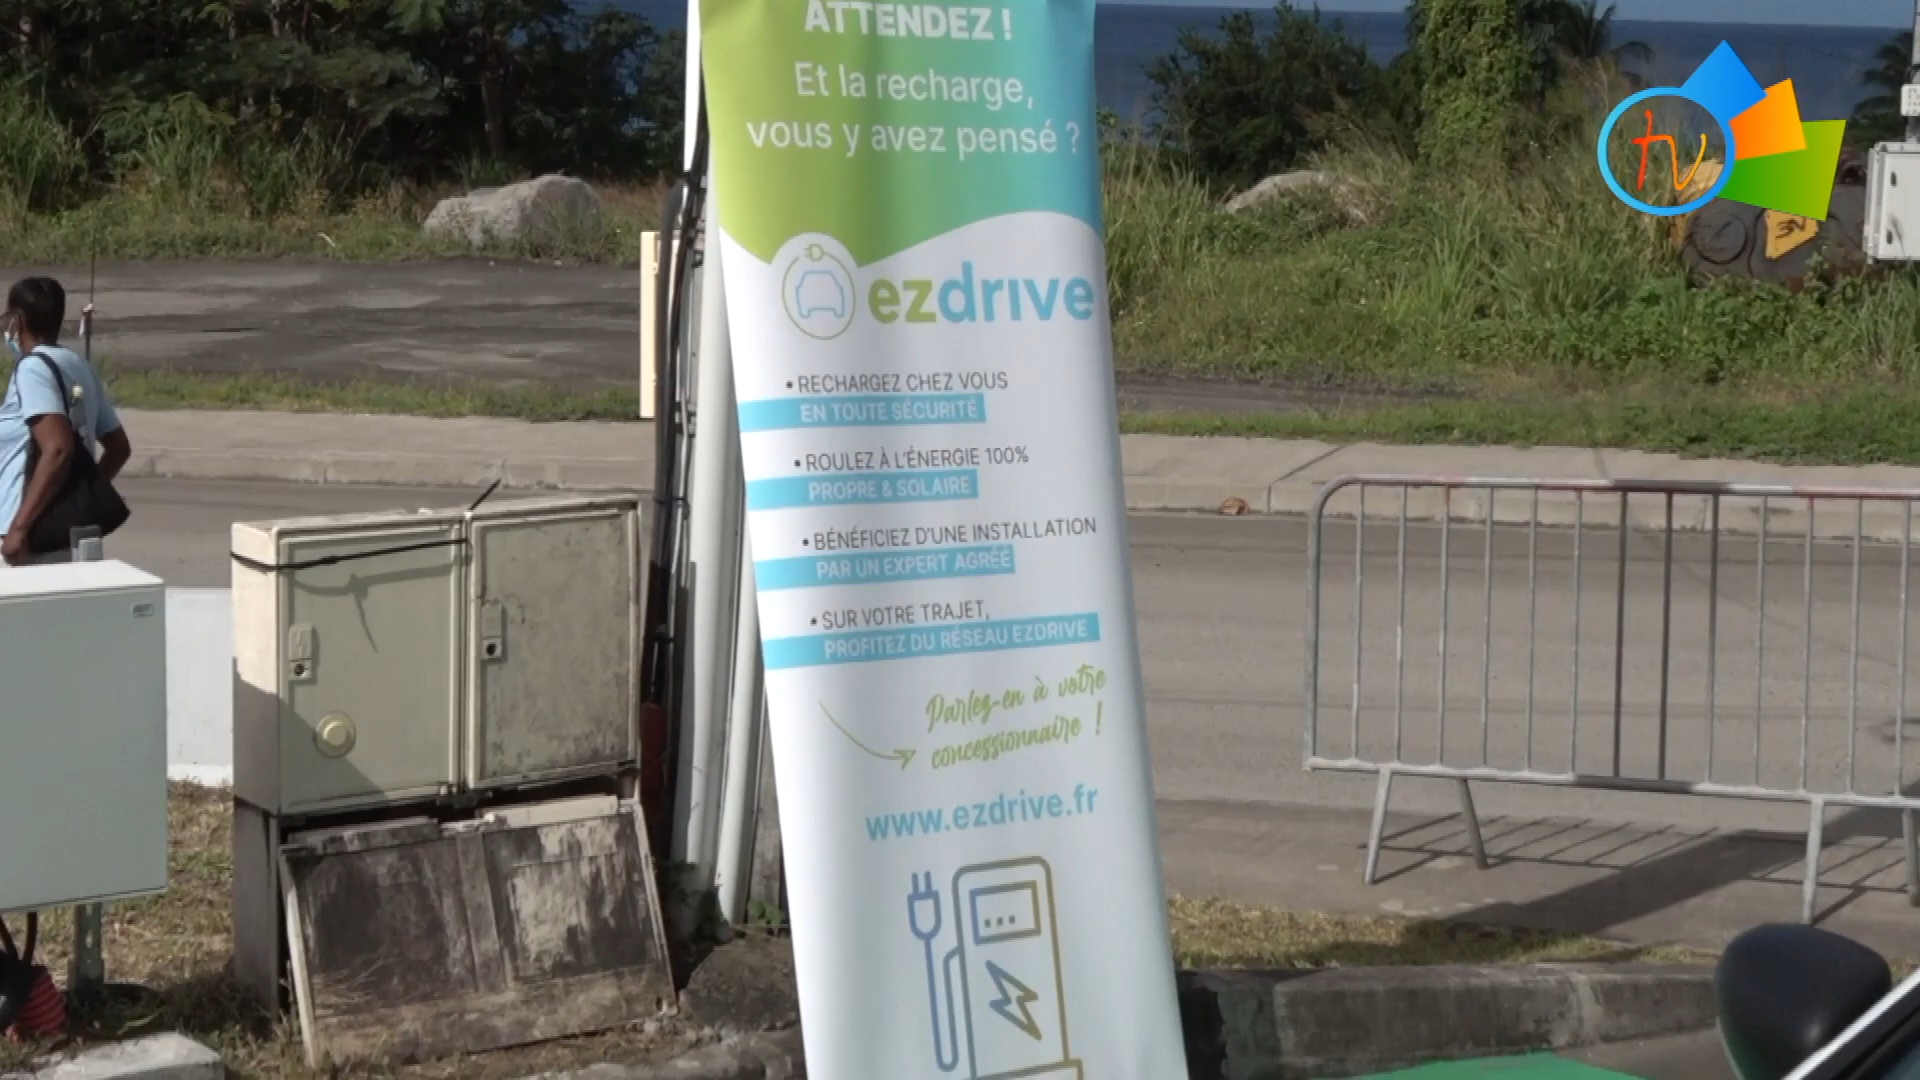 ATTENDEZ !
Et la recharge,
vous y avez pensé ?
tv
3N
ezdrive
• RECHARGEZ CHEZ VOUS
EN TOUTE SÉCURITÉ
• ROULEZ À L'ÉNERGIE 100%
PROPRE & SOLAIRE
• BÉNÉFICIEZ D'UNE INSTALLATION
PAR UN EXPERT AGRÉÉ
• SUR VOTRE TRAJET,
PROFITEZ DU RÉSEAU EZDRIVE
Parlez-en à votre
concessionnaire !
www.ezdrive.fr